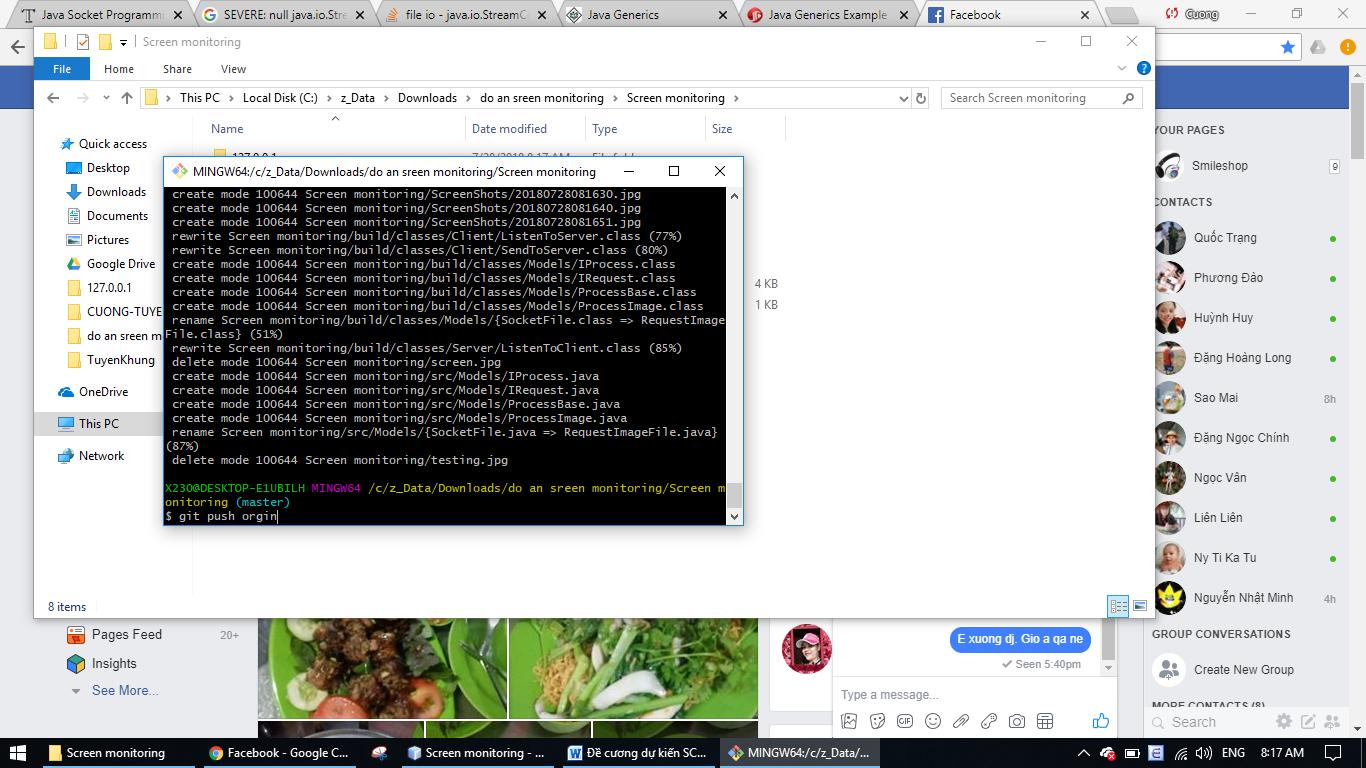 Java Socket Programmi
SEVERE: null java.io.Stre
file io - java.io.StreamC
Java Generics
Java Generics Example
Facebook
Cuong
Screen monitoring
File
Home
Share
View
This PC
Local Disk (C:)
z_Data
Downloads
do an sreen monitoring
Screen monitoring
Search Screen monitoring
Name
Date modified
Type
Size
Quick access
Desktop
Downloads
Documents
Pictures
Google Drive
127.0.0.1
CUONG-TUYE
do an sreen m
TuyenKhung
OneDrive
This PC
Network
4 KB
1 KB
8 items
MINGW64:/c/z_Data/Downloads/do an sreen monitoring/Screen monitoring
create mode 100644 Screen monitoring/ScreenShots/20180728081630.jpg
create mode 100644 Screen monitoring/ScreenShots/20180728081640.jpg
create mode 100644 Screen monitoring/ScreenShots/20180728081651.jpg
rewrite Screen monitoring/build/classes/Client/ListenToServer.class (77%)
rewrite Screen monitoring/build/classes/Client/SendToServer.class (80%)
create mode 100644 Screen monitoring/build/classes/Models/IProcess.class
create mode 100644 Screen monitoring/build/classes/Models/IRequest.class
create mode 100644 Screen monitoring/build/classes/Models/ProcessBase.class
create mode 100644 Screen monitoring/build/classes/Models/ProcessImage.class
rename Screen monitoring/build/classes/Models/{SocketFile.class => RequestImage
File.class} (51%)
rewrite Screen monitoring/build/classes/Server/ListenToClient.class (85%)
delete mode 100644 Screen monitoring/screen.jpg
create mode 100644 Screen monitoring/src/Models/IProcess.java
create mode 100644 Screen monitoring/src/Models/IRequest.java
create mode 100644 Screen monitoring/src/Models/ProcessBase.java
create mode 100644 Screen monitoring/src/Models/ProcessImage.java
rename Screen monitoring/src/Models/{SocketFile.java => RequestImageFile.java}
(87%)
delete mode 100644 Screen monitoring/testing.jpg
X230@DESKTOP-E1UBILH MINGW64 /c/z_Data/Downloads/do an sreen monitoring/Screen m
onitoring (master)
$ git push orgin
YOUR PAGES
Smileshop
9
CONTACTS
Quốc Trạng
Phương Đảo
Huỳnh Huy
Đặng Hoàng Long
Sao Mai
8h
Đặng Ngọc Chính
Ngọc Vân
Liên Liên
Ny Ti Ka Tu
Nguyễn Nhật Minh
4h
GROUP CONVERSATIONS
Create New Group
MORE CONTACTS (8)
Search
Pages Feed
20+
Insights
See More...
E xuong dj. Gio a qa ne
Seen 5:40pm
Type a message...
GIF
Screen monitoring
Facebook - Google C...
Screen monitoring - ...
Đề cương dự kiến SC...
MINGW64:/c/z_Data/...
ENG
8:17 AM